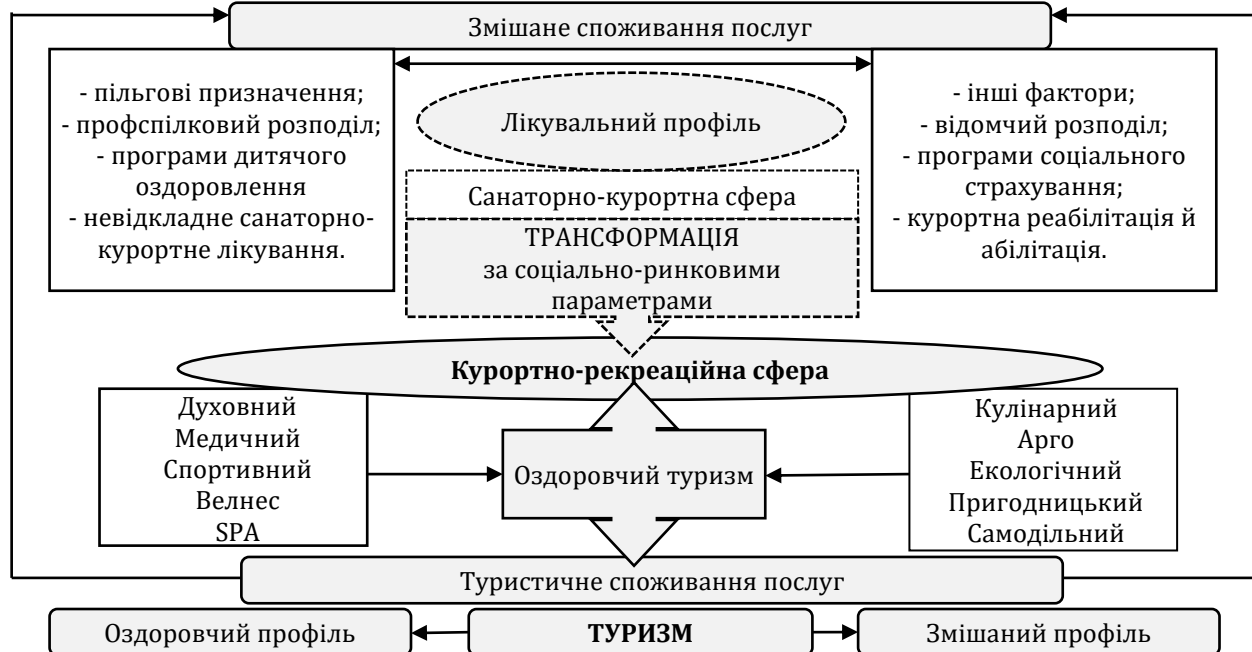 Змішане споживання послуг
- пільгові призначення;
- профспілковий розподіл;
- програми дитячого
оздоровлення
- невідкладне санаторно-
курортне лікування.
Лікувальний профіль
Санаторно-курортна сфера
ТРАНСФОРМАЦІЯ
за соціально-ринковими
параметрами
- інші фактори;
- відомчий розподіл;
- програми соціального
страхування;
- курортна реабілітація й
абілітація.
Курортно-рекреаційна сфера
Духовний
Медичний
Спортивний
Велнес
SPA
Оздоровчий туризм
Кулінарний
Арго
Екологічний
Пригодницький
Самодільний
Туристичне споживання послуг
Оздоровчий профіль
ТУРИЗМ
Змішаний профіль